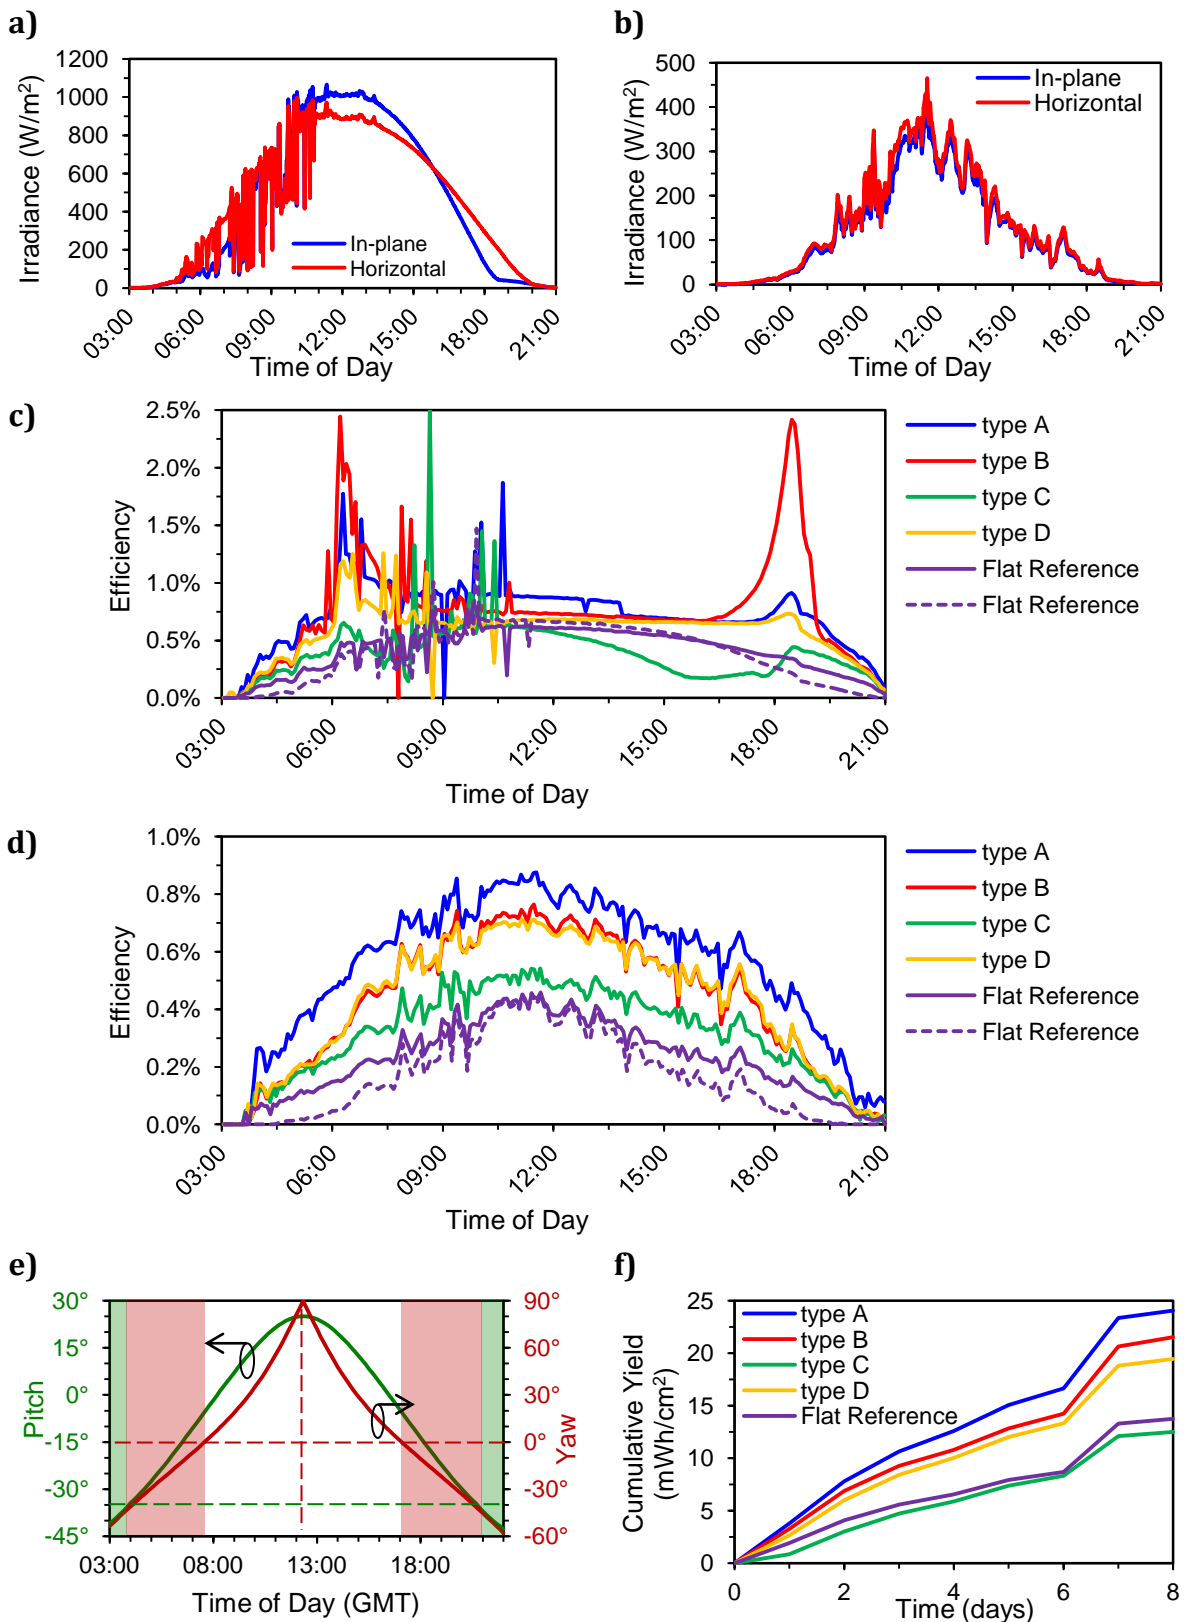 a)
1200
1000
800
600
400
200
0
Irradiance (W/m²)
In-plane
Horizontal
03:00
06:00
09:00
12:00
15:00
18:00
21:00
Time of Day
b)
500
400
300
200
100
0
Irradiance (W/m²)
In-plane
Horizontal
03:00
06:00
09:00
12:00
15:00
18:00
21:00
Time of Day
c)
2.5%
2.0%
1.5%
1.0%
0.5%
0.0%
Efficiency
03:00
06:00
09:00
12:00
15:00
18:00
21:00
Time of Day
type A
type B
type C
type D
Flat Reference
Flat Reference
d)
1.0%
0.8%
0.6%
0.4%
0.2%
0.0%
Efficiency
03:00
06:00
09:00
12:00
15:00
18:00
21:00
Time of Day
type A
type B
type C
type D
Flat Reference
Flat Reference
e)
30°
15°
0°
-15°
-30°
-45°
Pitch
90°
60°
30°
0°
-30°
-60°
Yaw
03:00
08:00
13:00
18:00
Time of Day (GMT)
f)
25
20
15
10
5
0
Cumulative Yield
(mWh/cm²)
type A
type B
type C
type D
Flat Reference
0
2
4
6
8
Time (days)